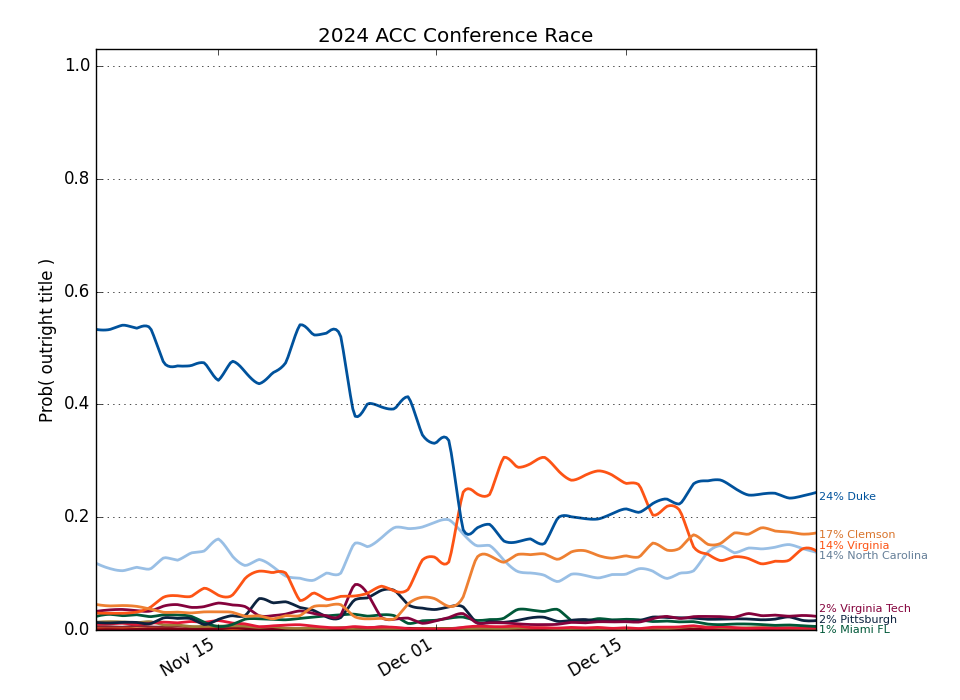 2024 ACC Conference Race
Prob( outright title )
1.0
0.8
0.6
0.4
0.2
0.0
Nov 15
Dec 01
Dec 15
24% Duke
17% Clemson
14% Virginia
14% North Carolina
2% Virginia Tech
2% Pittsburgh
1% Miami FL